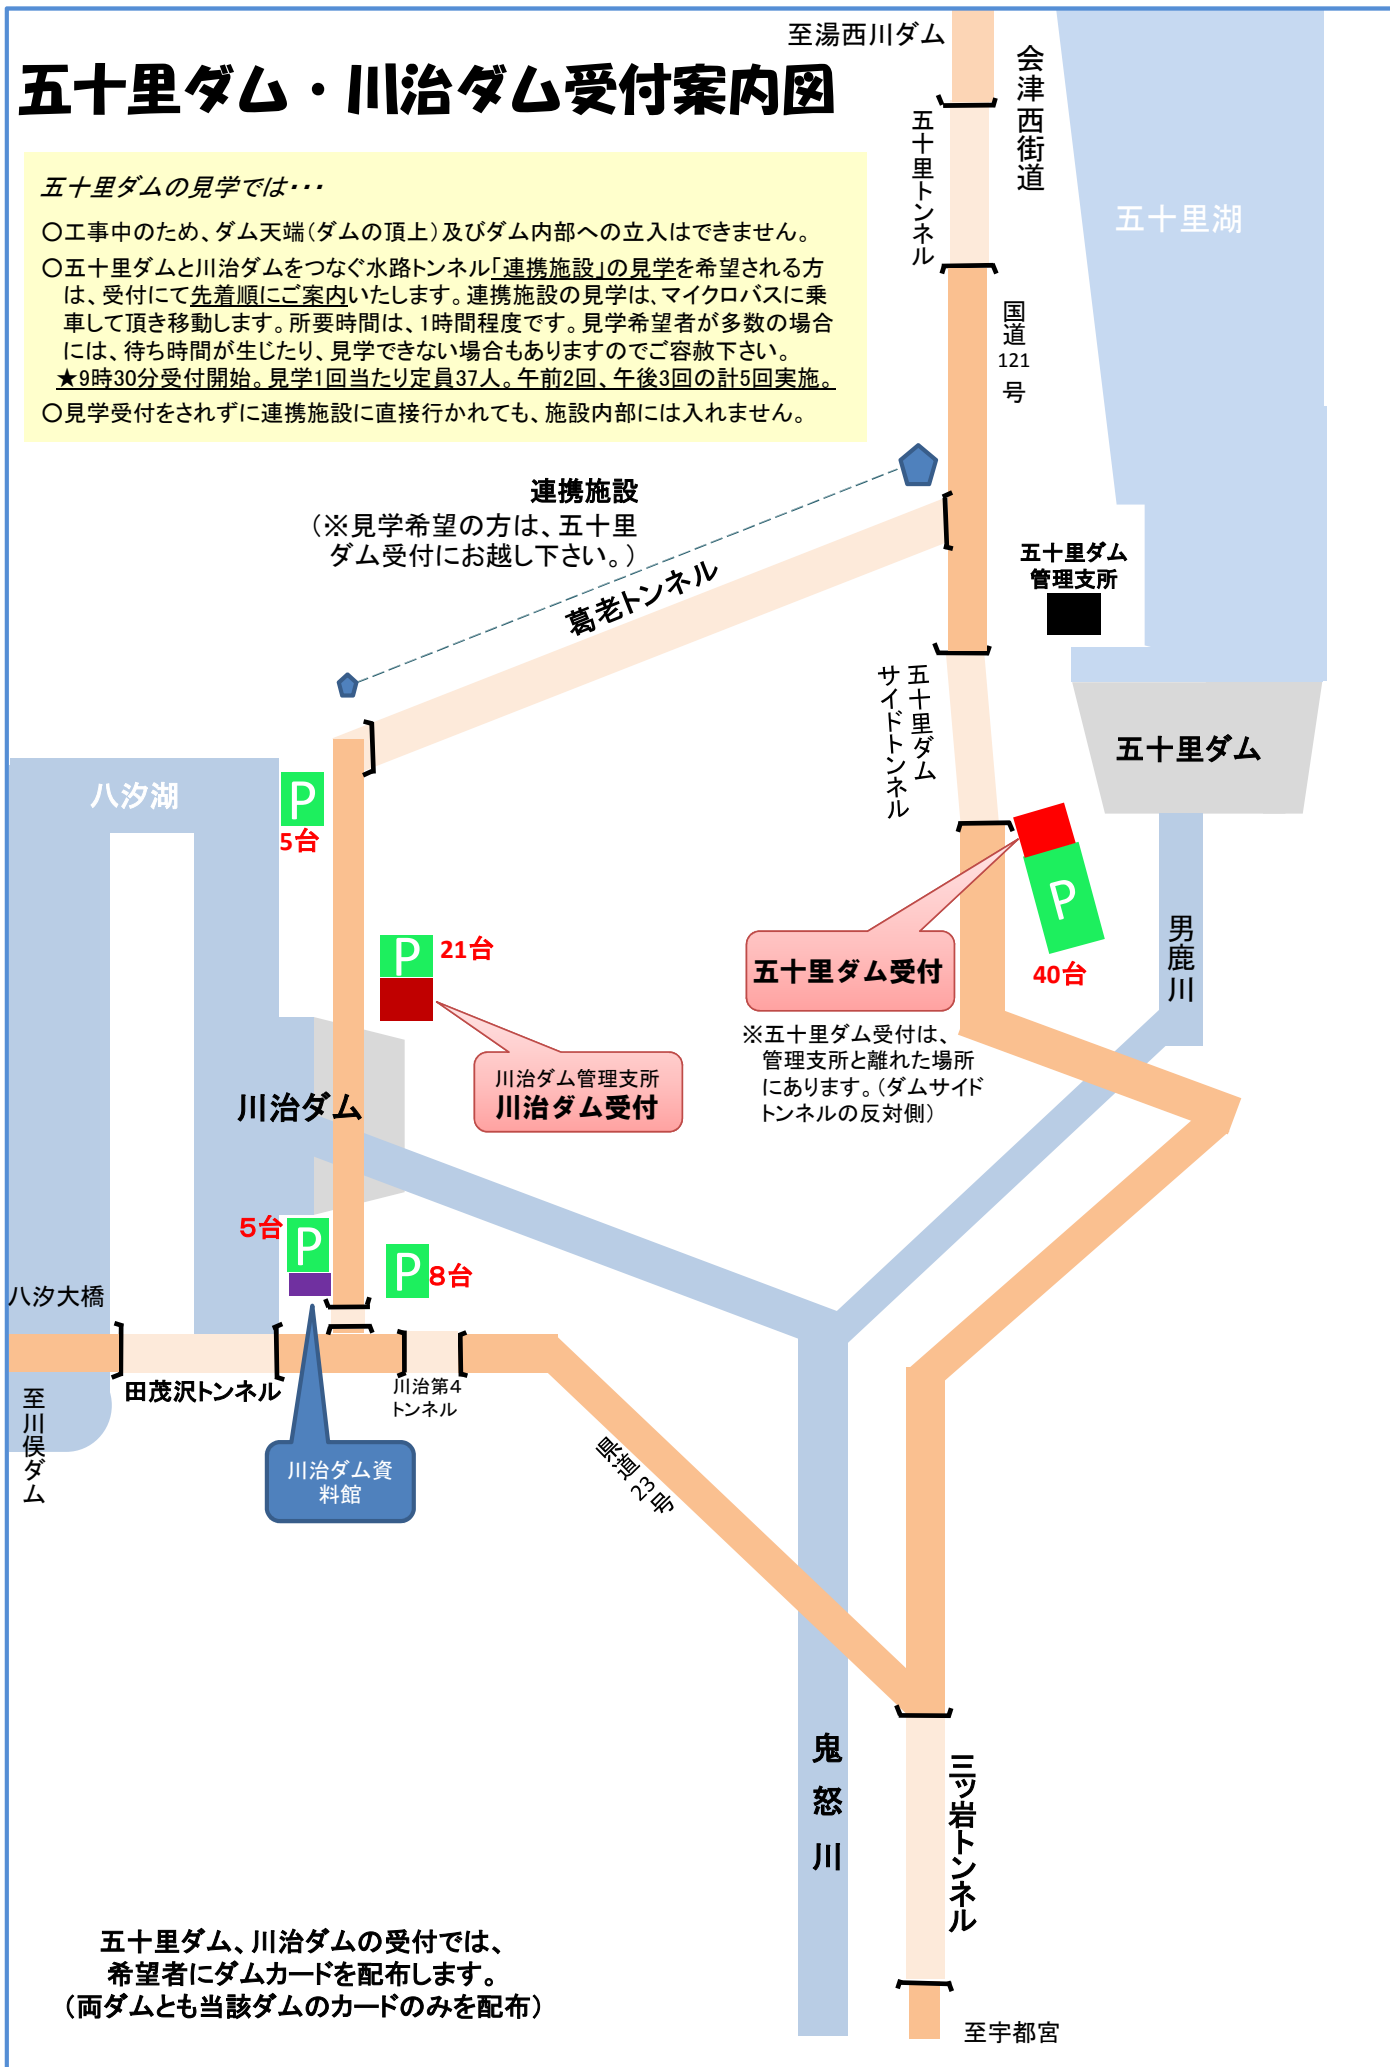 至湯西川ダム
五十里ダム・川治ダム受付案内図
会津西街道
五十里トンネル
五十里湖
五十里ダムの見学では･･･
○工事中のため、ダム天端(ダムの頂上)及びダム内部への立入はできません。
○五十里ダムと川治ダムをつなぐ水路トンネル「連携施設」の見学を希望される方
は、受付にて先着順にご案内いたします。連携施設の見学は、マイクロバスに乗
車して頂き移動します。所要時間は、1時間程度です。見学希望者が多数の場合
には、待ち時間が生じたり、見学できない場合もありますのでご容赦下さい。
★9時30分受付開始。見学1回当たり定員37人。午前2回、午後3回の計5回実施。
○見学受付をされずに連携施設に直接行かれても、施設内部には入れません。
国道
121
号
連携施設
(※見学希望の方は、五十里
ダム受付にお越し下さい。)
葛老トンネル
五十里ダム
管理支所
五十里ダム
サイドトンネル
五十里ダム
八汐湖
P
5台
P
21台
P
40台
五十里ダム受付
男鹿川
※五十里ダム受付は、
管理支所と離れた場所
にあります。(ダムサイド
トンネルの反対側)
川治ダム管理支所
川治ダム受付
川治ダム
5台
P
P
8台
八汐大橋
田茂沢トンネル
川治第4
トンネル
至川俣ダム
川治ダム資
料館
県道23号
鬼怒川
三ツ岩トンネル
五十里ダム、川治ダムの受付では、
希望者にダムカードを配布します。
(両ダムとも当該ダムのカードのみを配布)
至宇都宮